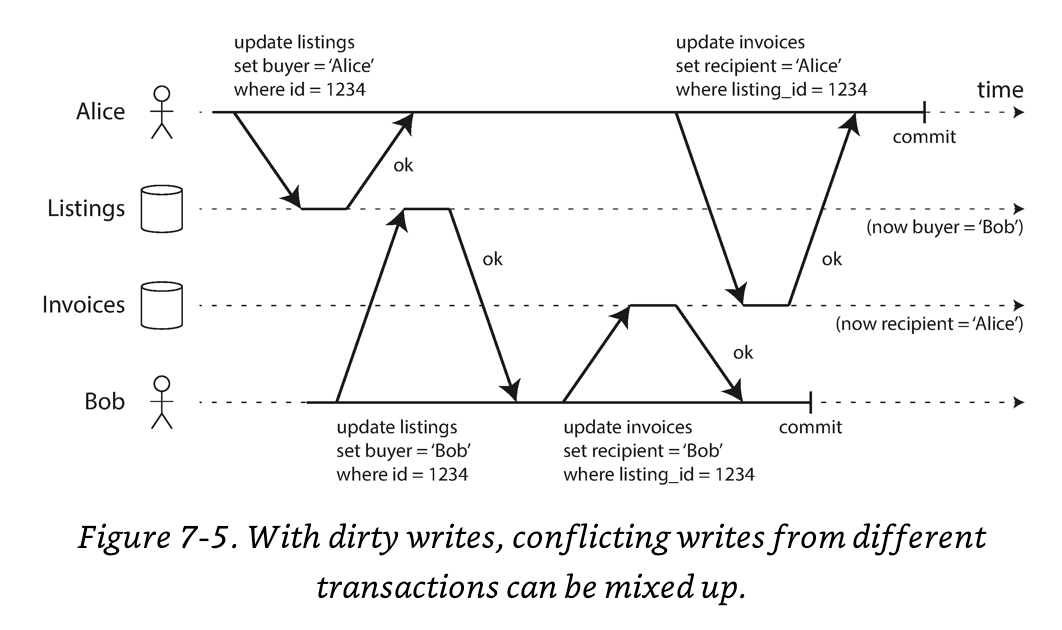 update listings
set buyer = ‘Alice’
where id = 1234
update invoices
set recipient = ‘Alice’
where listing_id = 1234
time
Alice
commit
ok
Listings
(now buyer = ‘Bob’)
ok
ok
Invoices
(now recipient = ‘Alice’)
ok
Bob
update listings
set buyer = ‘Bob’
where id = 1234
update invoices
set recipient = ‘Bob’
where listing_id = 1234
commit
Figure 7-5. With dirty writes, conflicting writes from different
transactions can be mixed up.